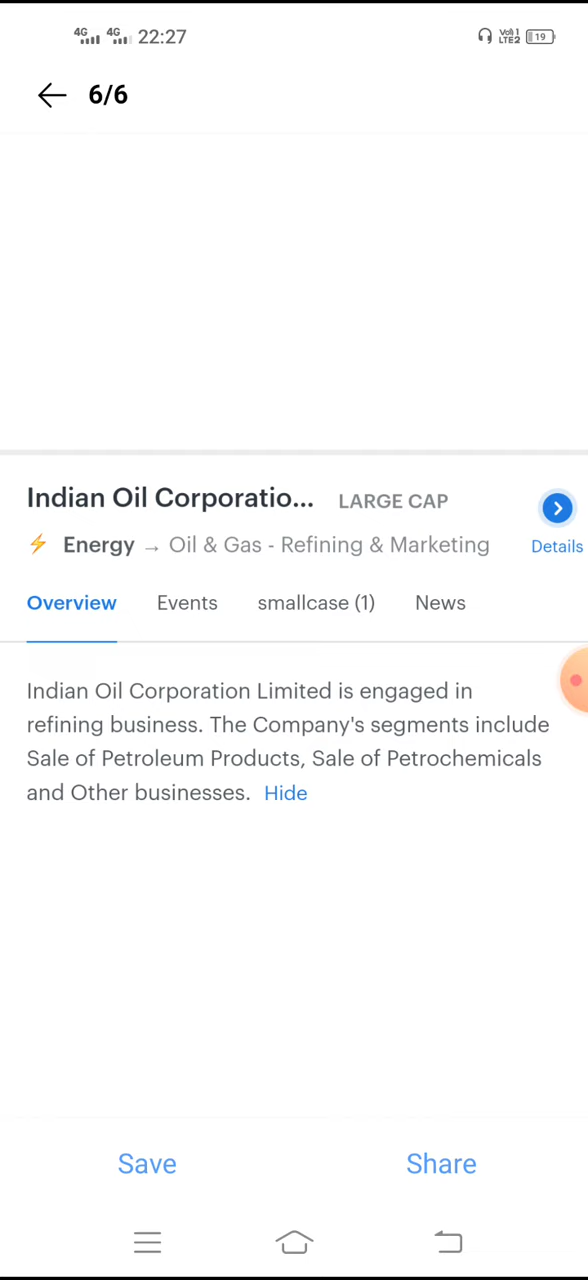 4G 4G 22:27 Vo1) 1 LTE2 19
6/6
Indian Oil Corporatio... LARGE CAP
Energy → Oil & Gas - Refining & Marketing Details
Overview Events smallcase (1) News
Indian Oil Corporation Limited is engaged in
refining business. The Company's segments include
Sale of Petroleum Products, Sale of Petrochemicals
and Other businesses. Hide
Save Share